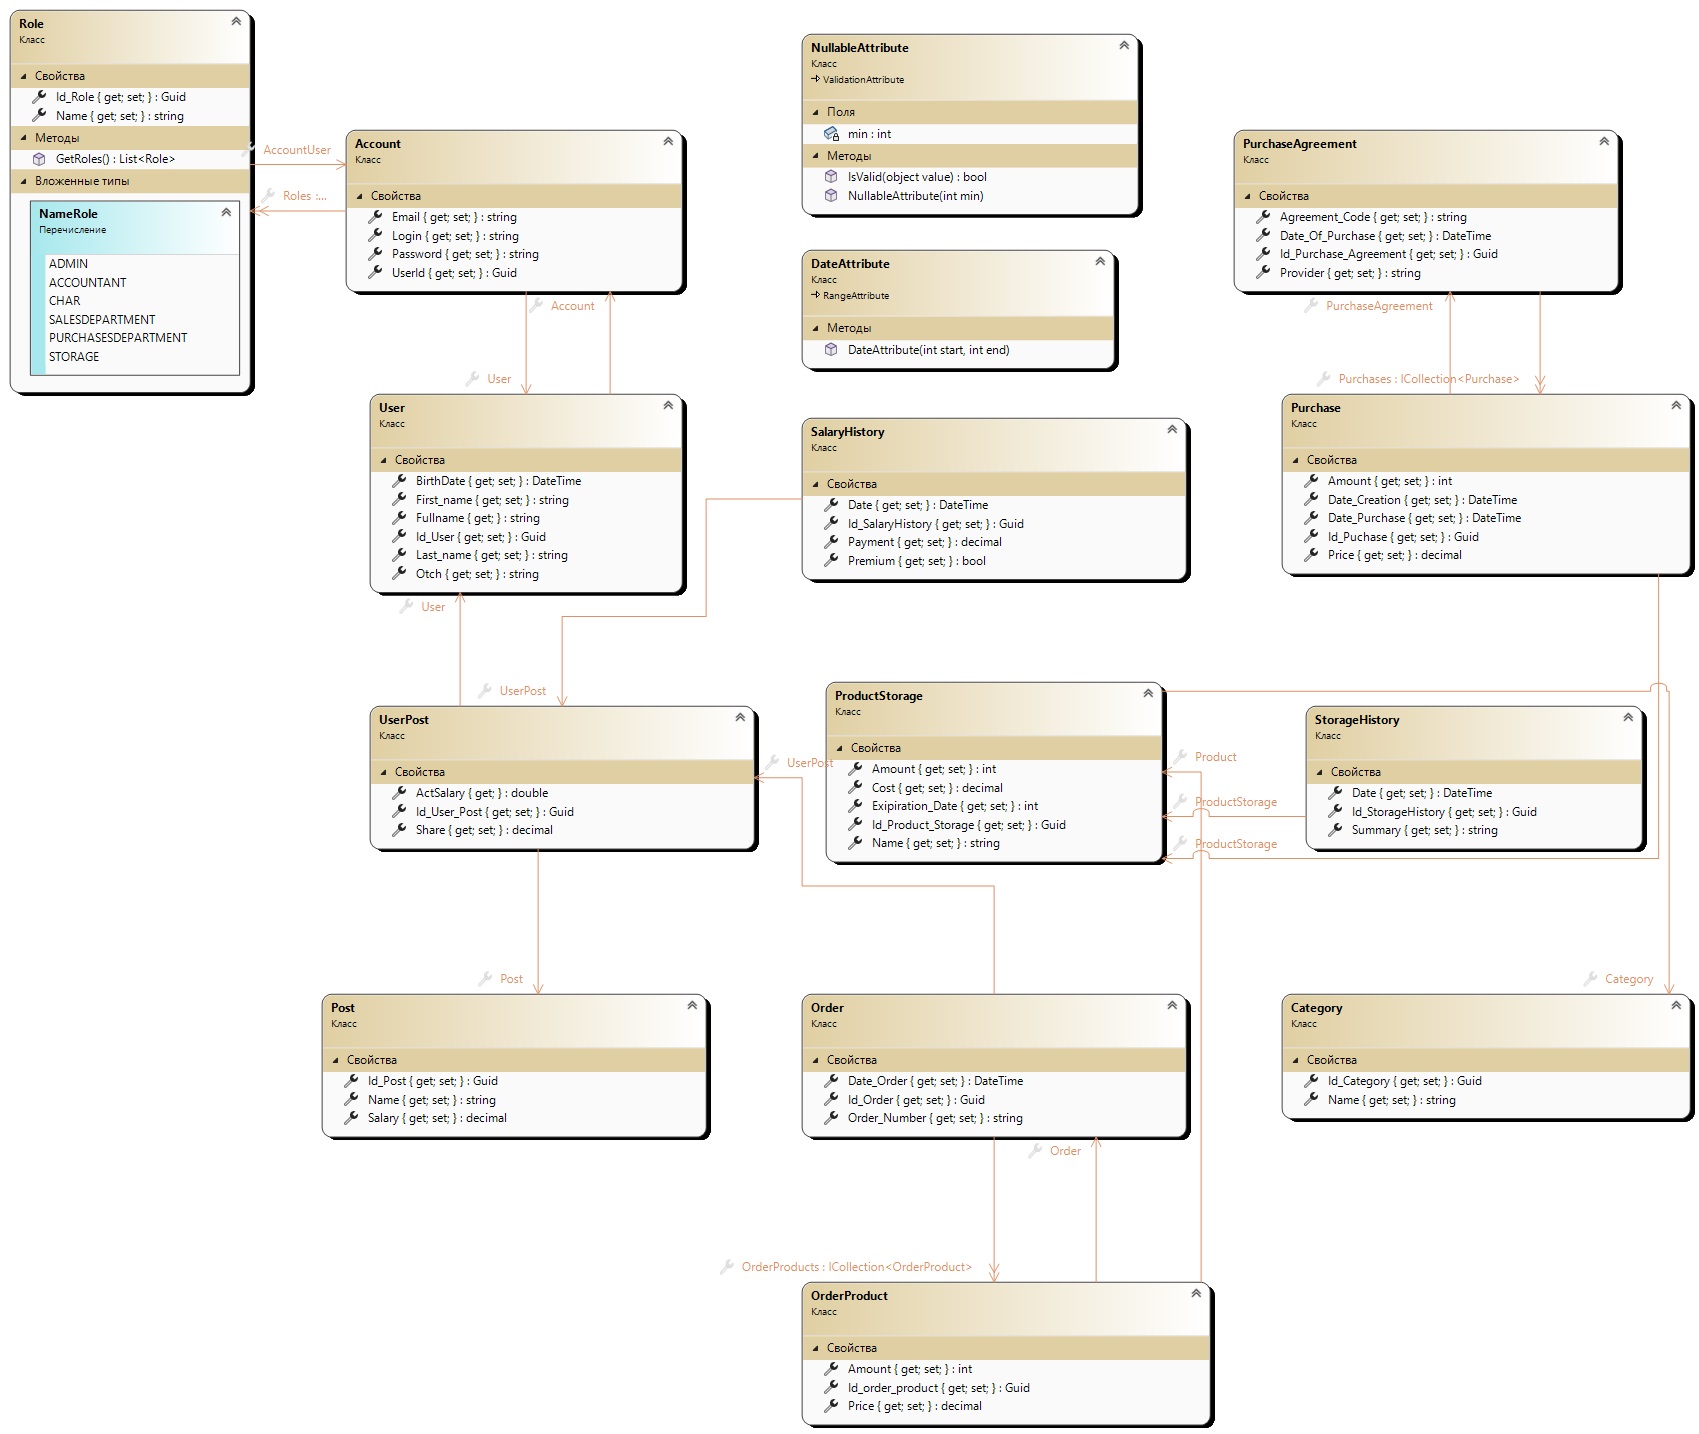 Role
Класс
Свойства
Id_Role { get; set; } : Guid
Name { get; set; } : string
Методы
GetRoles() : List<Role>
Вложенные типы
NameRole
Перечисление
ADMIN
ACCOUNTANT
CHAR
SALESDEPARTMENT
PURCHASESDEPARTMENT
STORAGE
AccountUser
Roles :...
Account
Класс
Свойства
Email { get; set; } : string
Login { get; set; } : string
Password { get; set; } : string
UserId { get; set; } : Guid
Account
User
User
Класс
Свойства
BirthDate { get; set; } : DateTime
First_name { get; set; } : string
Fullname { get; } : string
Id_User { get; set; } : Guid
Last_name { get; set; } : string
Otch { get; set; } : string
User
UserPost
UserPost
Класс
Свойства
ActSalary { get; } : double
Id_User_Post { get; set; } : Guid
Share { get; set; } : decimal
UserPost
Post
Post
Класс
Свойства
Id_Post { get; set; } : Guid
Name { get; set; } : string
Salary { get; set; } : decimal
NullableAttribute
Класс
ValidationAttribute
Поля
min : int
Методы
IsValid(object value) : bool
NullableAttribute(int min)
DateAttribute
Класс
RangeAttribute
Методы
DateAttribute(int start, int end)
SalaryHistory
Класс
Свойства
Date { get; set; } : DateTime
Id_SalaryHistory { get; set; } : Guid
Payment { get; set; } : decimal
Premium { get; set; } : bool
ProductStorage
Класс
Свойства
Amount { get; set; } : int
Cost { get; set; } : decimal
Exipiration_Date { get; set; } : int
Id_Product_Storage { get; set; } : Guid
Name { get; set; } : string
Product
ProductStorage
ProductStorage
Order
Класс
Свойства
Date_Order { get; set; } : DateTime
Id_Order { get; set; } : Guid
Order_Number { get; set; } : string
Order
OrderProducts : ICollection<OrderProduct>
OrderProduct
Класс
Свойства
Amount { get; set; } : int
Id_order_product { get; set; } : Guid
Price { get; set; } : decimal
PurchaseAgreement
Класс
Свойства
Agreement_Code { get; set; } : string
Date_Of_Purchase { get; set; } : DateTime
Id_Purchase_Agreement { get; set; } : Guid
Provider { get; set; } : string
PurchaseAgreement
Purchases : ICollection<Purchase>
Purchase
Класс
Свойства
Amount { get; set; } : int
Date_Creation { get; set; } : DateTime
Date_Purchase { get; set; } : DateTime
Id_Puchase { get; set; } : Guid
Price { get; set; } : decimal
StorageHistory
Класс
Свойства
Date { get; set; } : DateTime
Id_StorageHistory { get; set; } : Guid
Summary { get; set; } : string
Category
Category
Класс
Свойства
Id_Category { get; set; } : Guid
Name { get; set; } : string